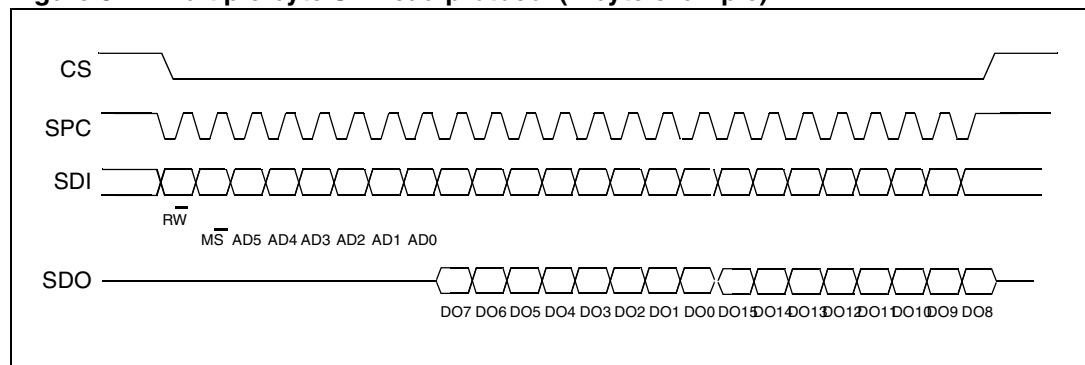 CS
SPC
SDI
RW
MS AD5 AD4 AD3 AD2 AD1 AD0
SDO
DO7 DO6 DO5 DO4 DO3 DO2 DO1 DO0 DO15 DO14 DO13 DO12 DO11 DO10 DO9 DO8